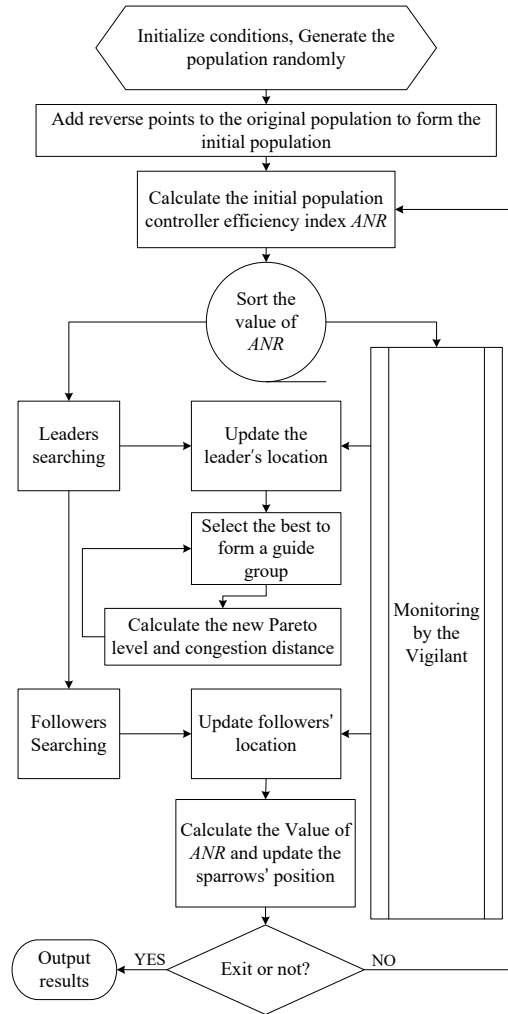 Initialize conditions, Generate the
population randomly
Add reverse points to the original population to form the
initial population
Calculate the initial population
controller efficiency index ANR
Sort the
value of
ANR
Leaders
searching
Update the
leader's location
Select the best to
form a guide
group
Calculate the new Pareto
level and congestion distance
Monitoring
by the
Vigilant
Followers
Searching
Update followers'
location
Calculate the Value of
ANR and update the
sparrows' position
Output
results
YES
Exit or not?
NO